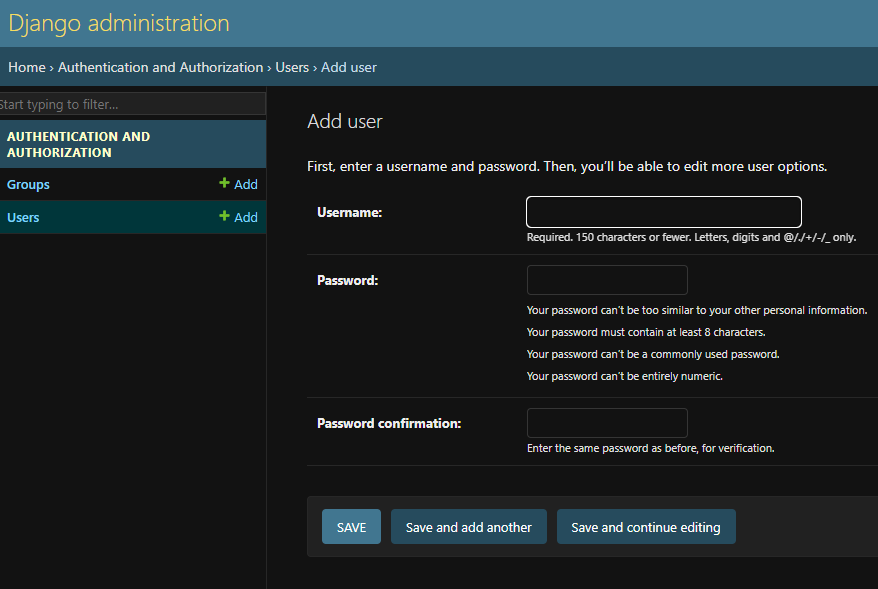 Django administration
Home › Authentication and Authorization › Users › Add user
Start typing to filter...
AUTHENTICATION AND
AUTHORIZATION
Groups + Add
Users + Add
Add user
First, enter a username and password. Then, you’ll be able to edit more user options.
Username:
Required. 150 characters or fewer. Letters, digits and @/./+/-/_ only.
Password:
Your password can’t be too similar to your other personal information.
Your password must contain at least 8 characters.
Your password can’t be a commonly used password.
Your password can’t be entirely numeric.
Password confirmation:
Enter the same password as before, for verification.
SAVE Save and add another Save and continue editing